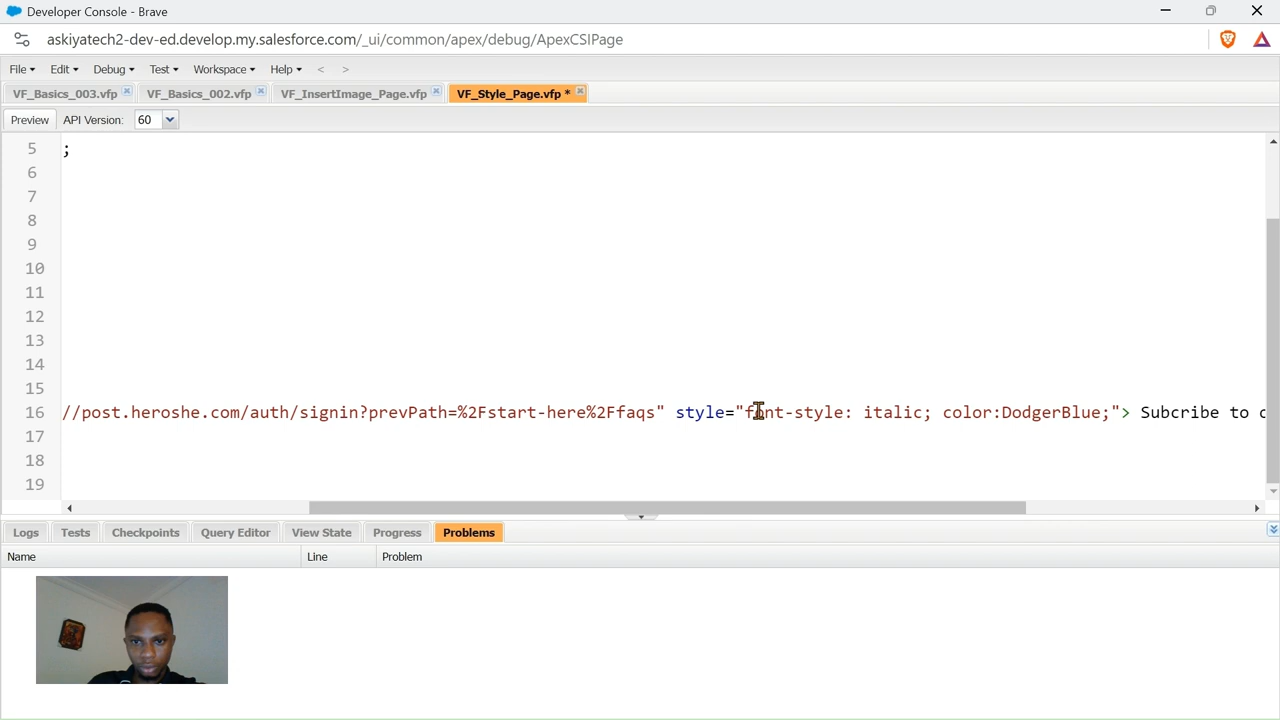 Developer Console - Brave
askiyatech2-dev-ed.develop.my.salesforce.com/_ui/common/apex/debug/ApexCSIPage
File Edit Debug Test Workspace Help < >
VF_Basics_003.vfp VF_Basics_002.vfp VF_InsertImage_Page.vfp VF_Style_Page.vfp *
Preview API Version: 60
5 ;
6
7
8
9
10
11
12
13
14
15
16 //post.heroshe.com/auth/signin?prevPath=%2Fstart-here%2Ffaqs" style="font-style: italic; color:DodgerBlue;"> Subcribe to
17
18
19
Logs Tests Checkpoints Query Editor View State Progress Problems
Name Line Problem